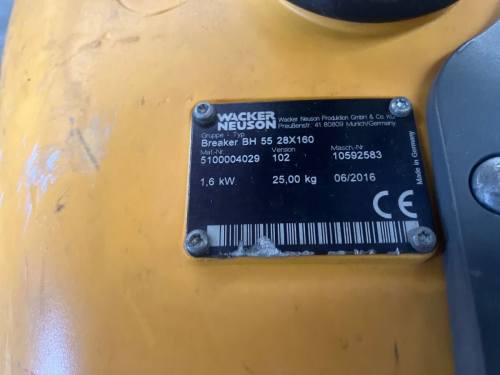 WACKER NEUSON
Wacker Neuson Produktion GmbH & Co. KG
Preußenstr. 41 80809 Munich/Germany
Gruppe - Typ
Breaker BH 55 28X160
Mat.-Nr. Version Masch.-Nr
5100004029 102 10592583
1,6 kW 25,00 kg 06/2016
Made in Germany
CE